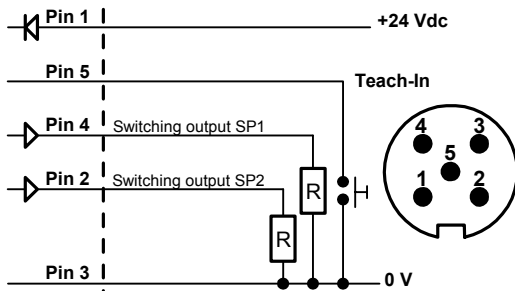 Pin 1
+24 Vdc
Pin 5
Teach-In
Pin 4
Switching output SP1
Pin 2
Switching output SP2
R
R
Pin 3
0 V
4
3
5
1
2